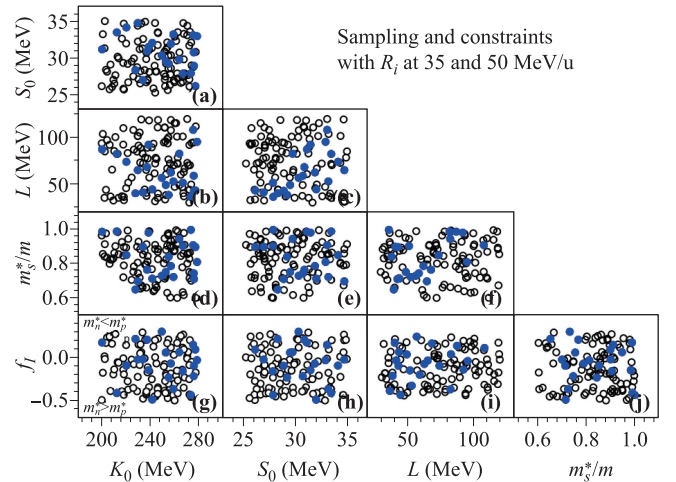 Sampling and constraints
with R_i at 35 and 50 MeV/u
S_0 (MeV)
35
30
25
(a)
L (MeV)
100
50
(b)
(c)
m_s^*/m
1.0
0.8
0.6
(d)
(e)
(f)
f_I
m_n^*<m_p^*
0.0
-0.5
m_n^*>m_p^*
(g)
(h)
(i)
(j)
200 240 280
25 30 35
50 100
0.6 0.8 1.0
K_0 (MeV)
S_0 (MeV)
L (MeV)
m_s^*/m